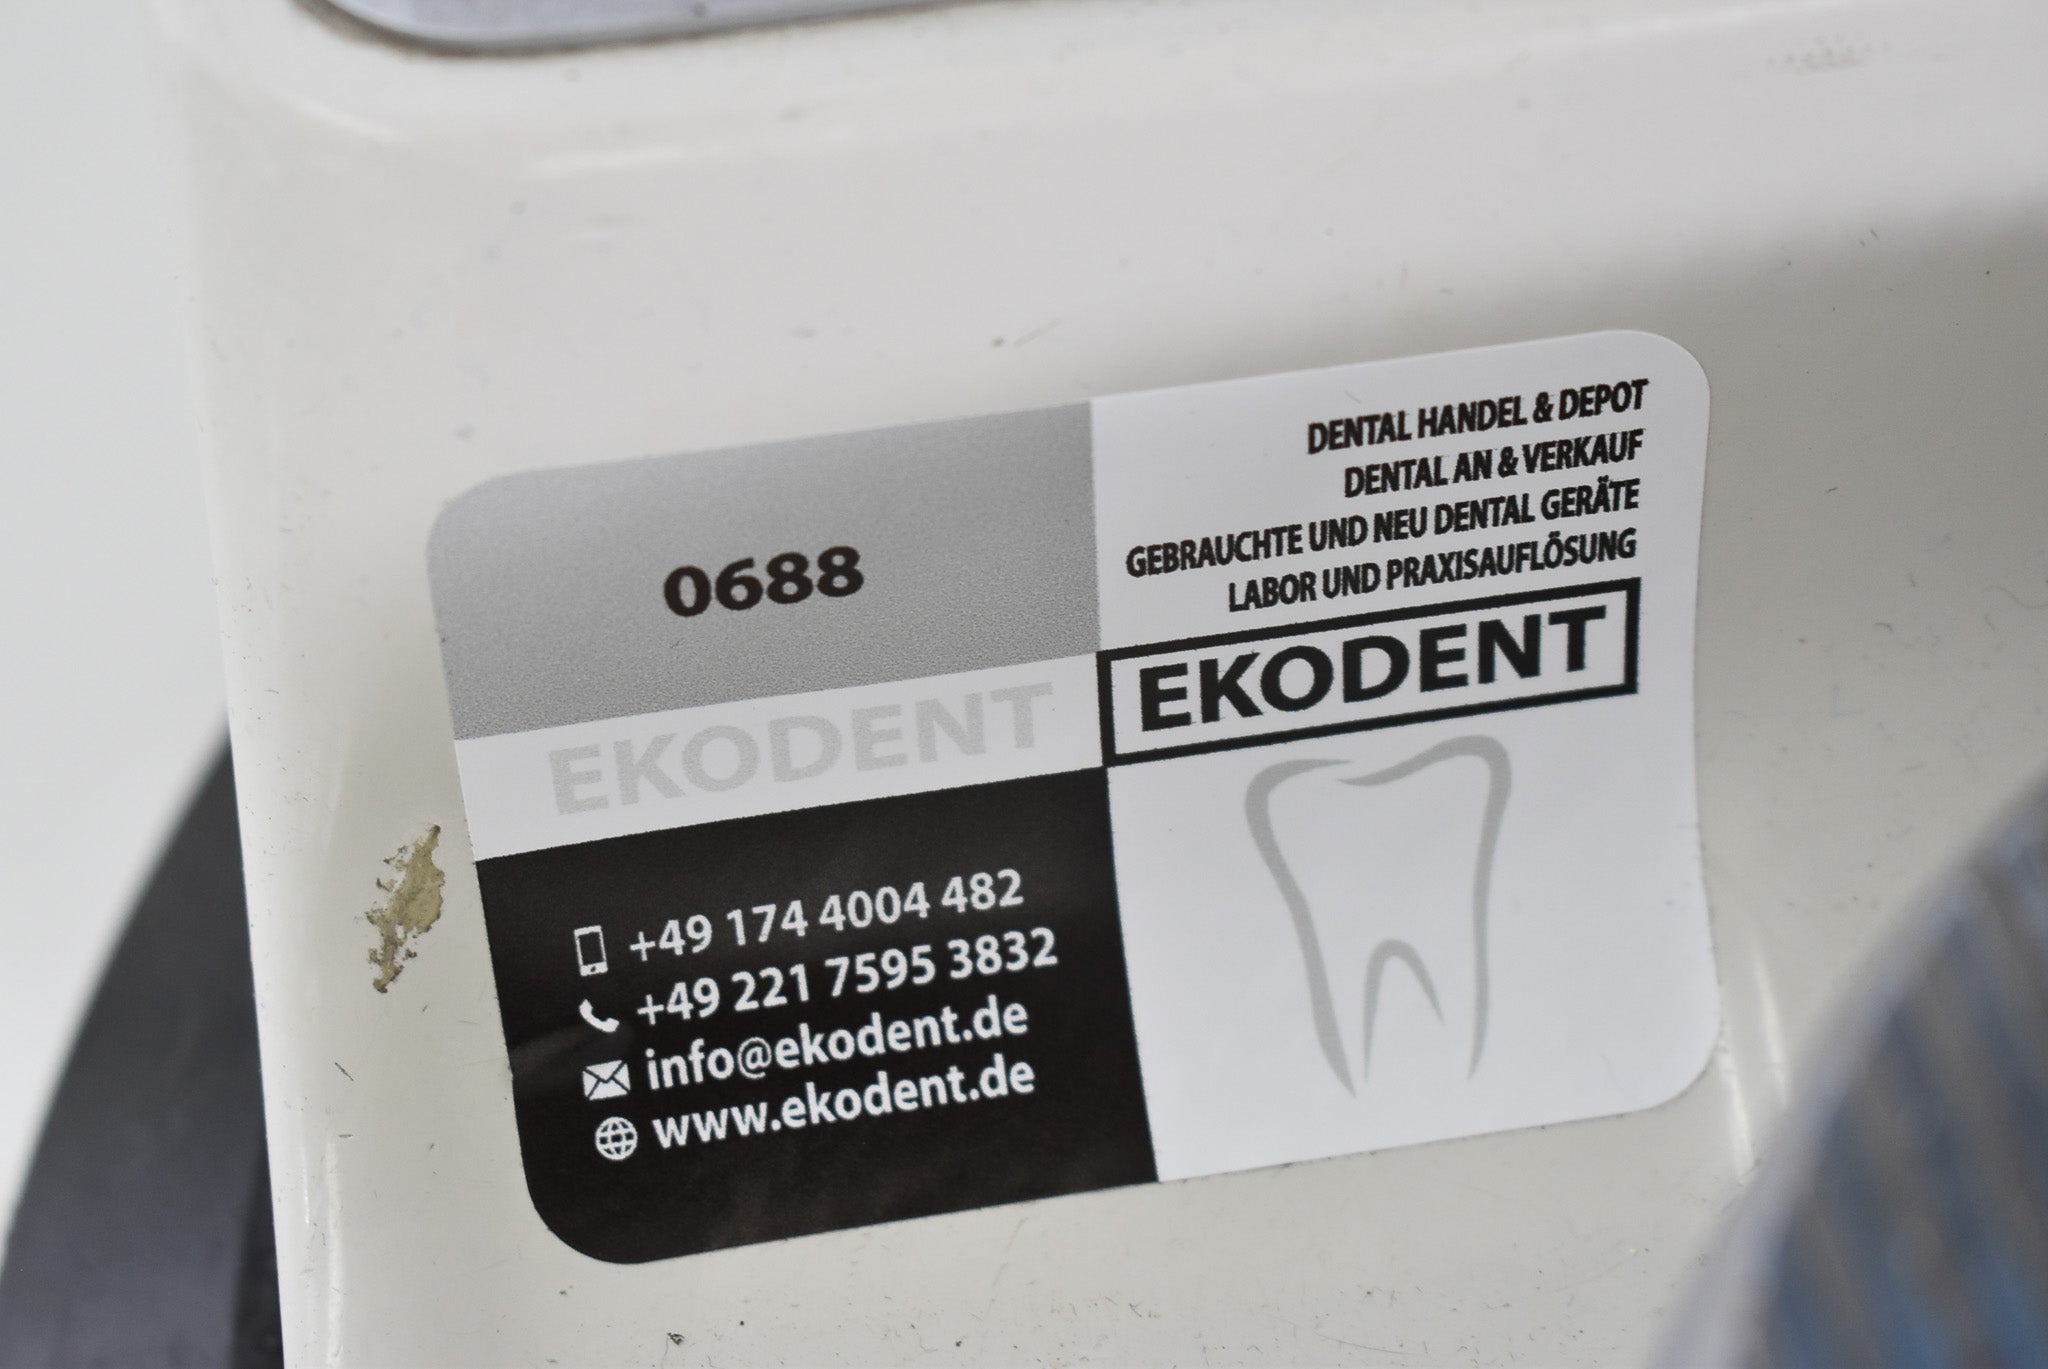 0688
EKODENT
+49 174 4004 482
+49 221 7595 3832
info@ekodent.de
www.ekodent.de
DENTAL HANDEL & DEPOT
DENTAL AN & VERKAUF
GEBRAUCHTE UND NEU DENTAL GERÄTE
LABOR UND PRAXISAUFLÖSUNG
EKODENT